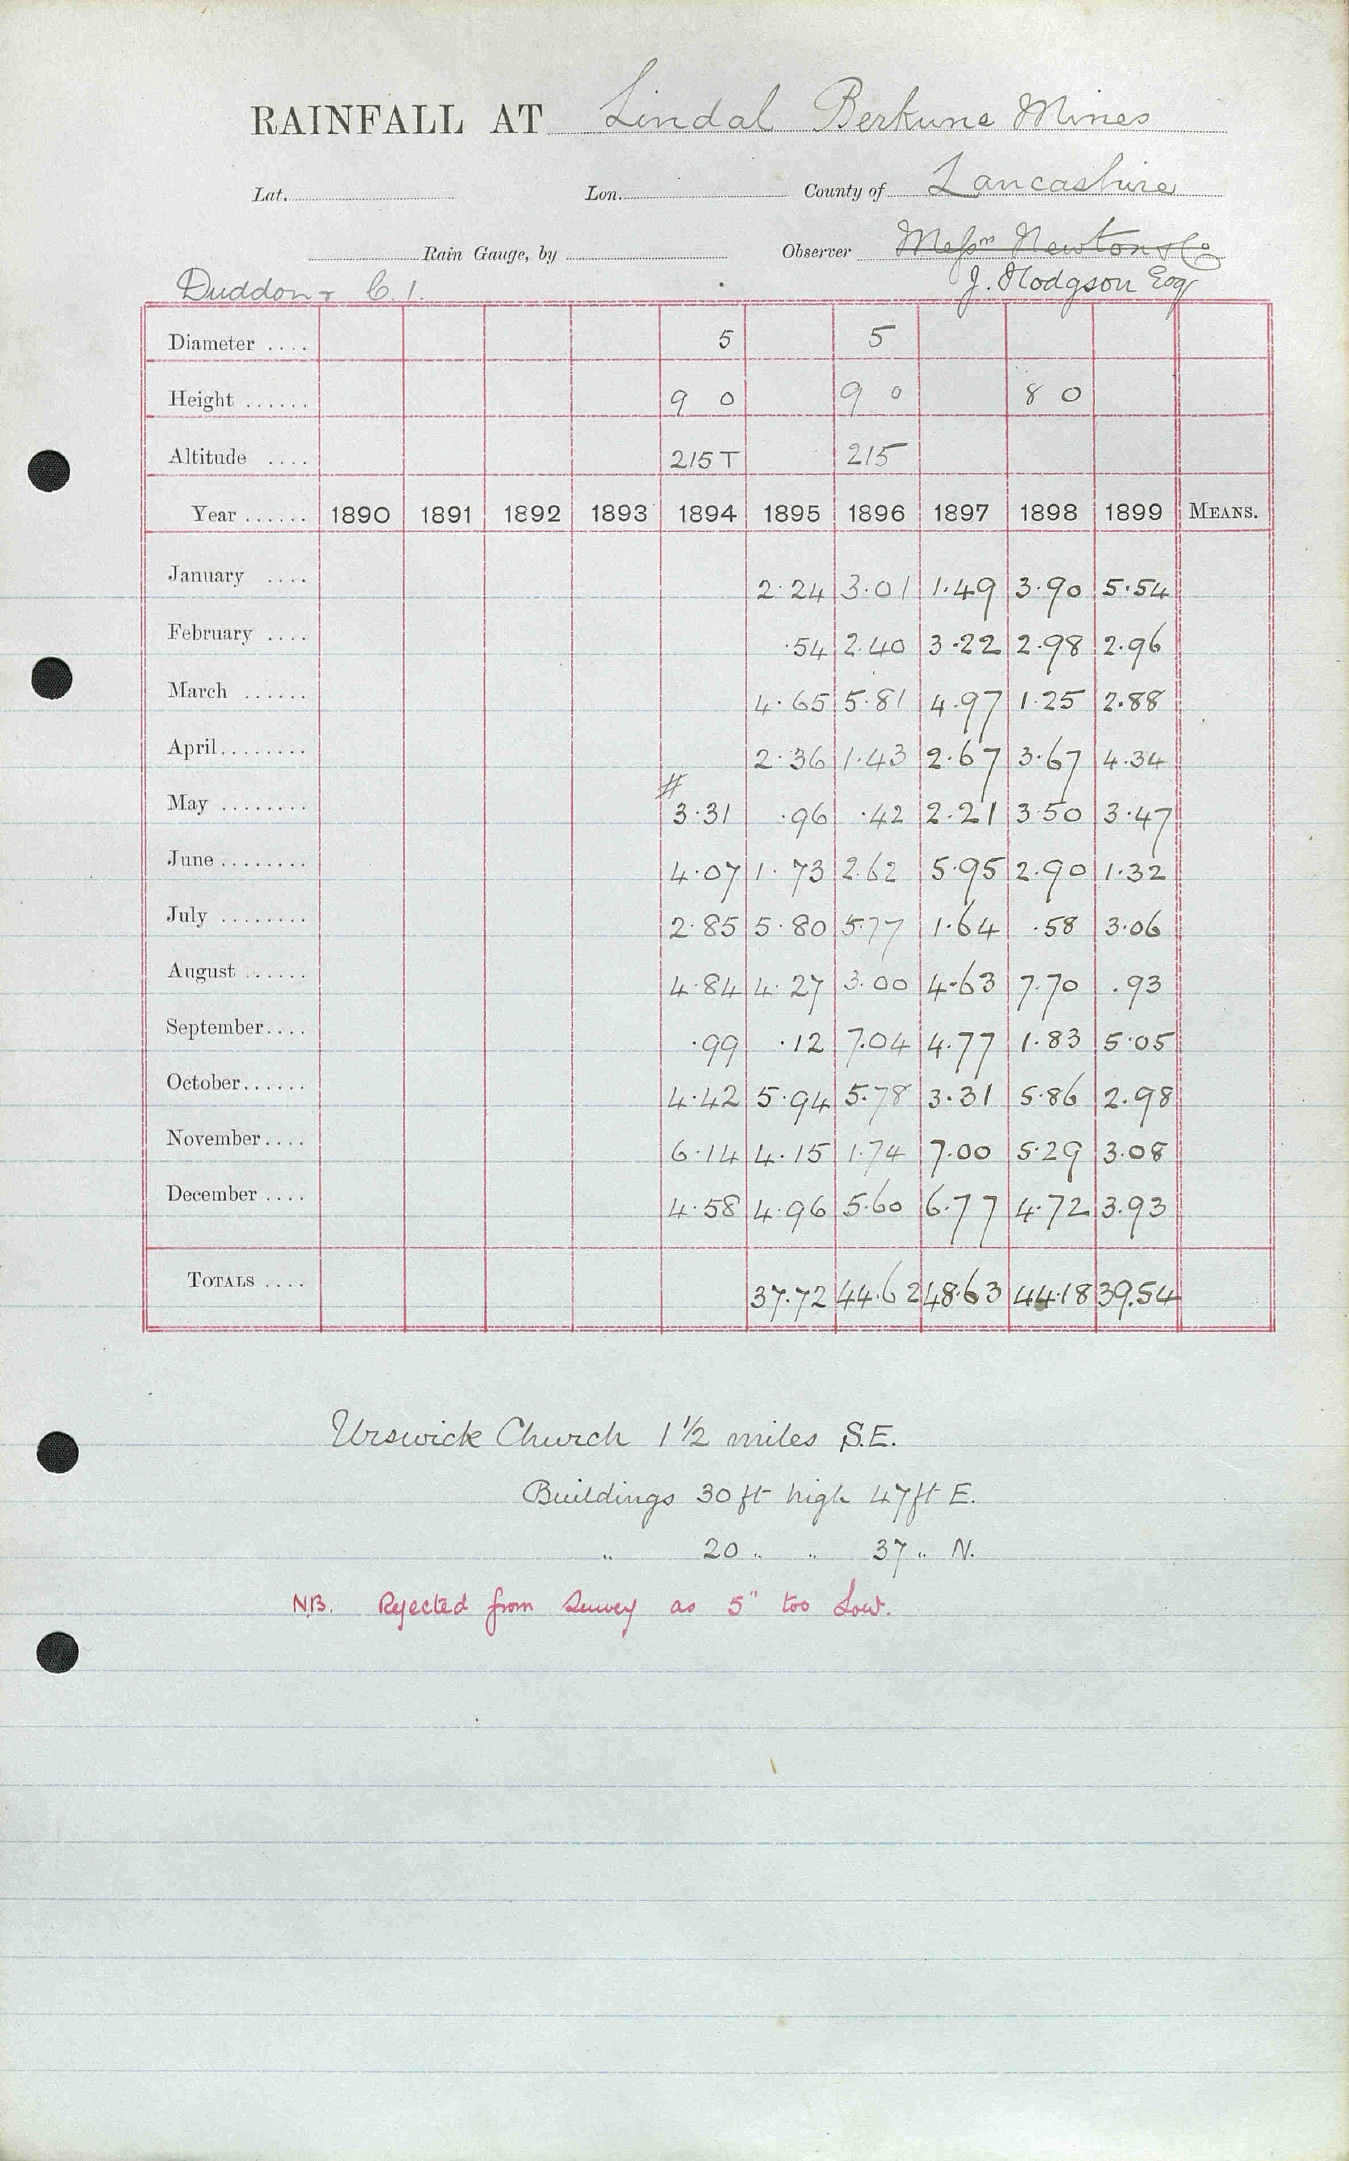 RAINFALL AT Lindal Berkune Mines
Lat. Lon. County of Lancashire
Rain Gauge, by Observer Messrs Newton & Co
Duddon & C. 1. J. Hodgson Esq
Diameter .... 5 5
Height ...... 9 0 9 0 8 0
Altitude .... 215 T 215
Year ...... 1890 1891 1892 1893 1894 1895 1896 1897 1898 1899 MEANS.
January .... 2.24 3.01 1.49 3.90 5.54
February .... .54 2.40 3.22 2.98 2.96
March ...... 4.65 5.81 4.97 1.25 2.88
April........ 2.36 1.43 2.67 3.67 4.34
May ........ # 3.31 .96 .42 2.21 3.50 3.47
June ........ 4.07 1.73 2.62 5.95 2.90 1.32
July ........ 2.85 5.80 5.77 1.64 .58 3.06
August ...... 4.84 4.27 3.00 4.63 7.70 .93
September.... .99 .12 7.04 4.77 1.83 5.05
October...... 4.42 5.94 5.78 3.31 5.86 2.98
November.... 6.14 4.15 1.74 7.00 5.29 3.08
December .... 4.58 4.96 5.60 6.77 4.72 3.93
TOTALS .... 37.72 44.62 48.63 44.18 39.54
Urswick Church 1 1/2 miles S.E.
Buildings 30 ft high 47 ft E.
" 20 " " 37 " N.
NB. Rejected from Survey as 5" too Low.